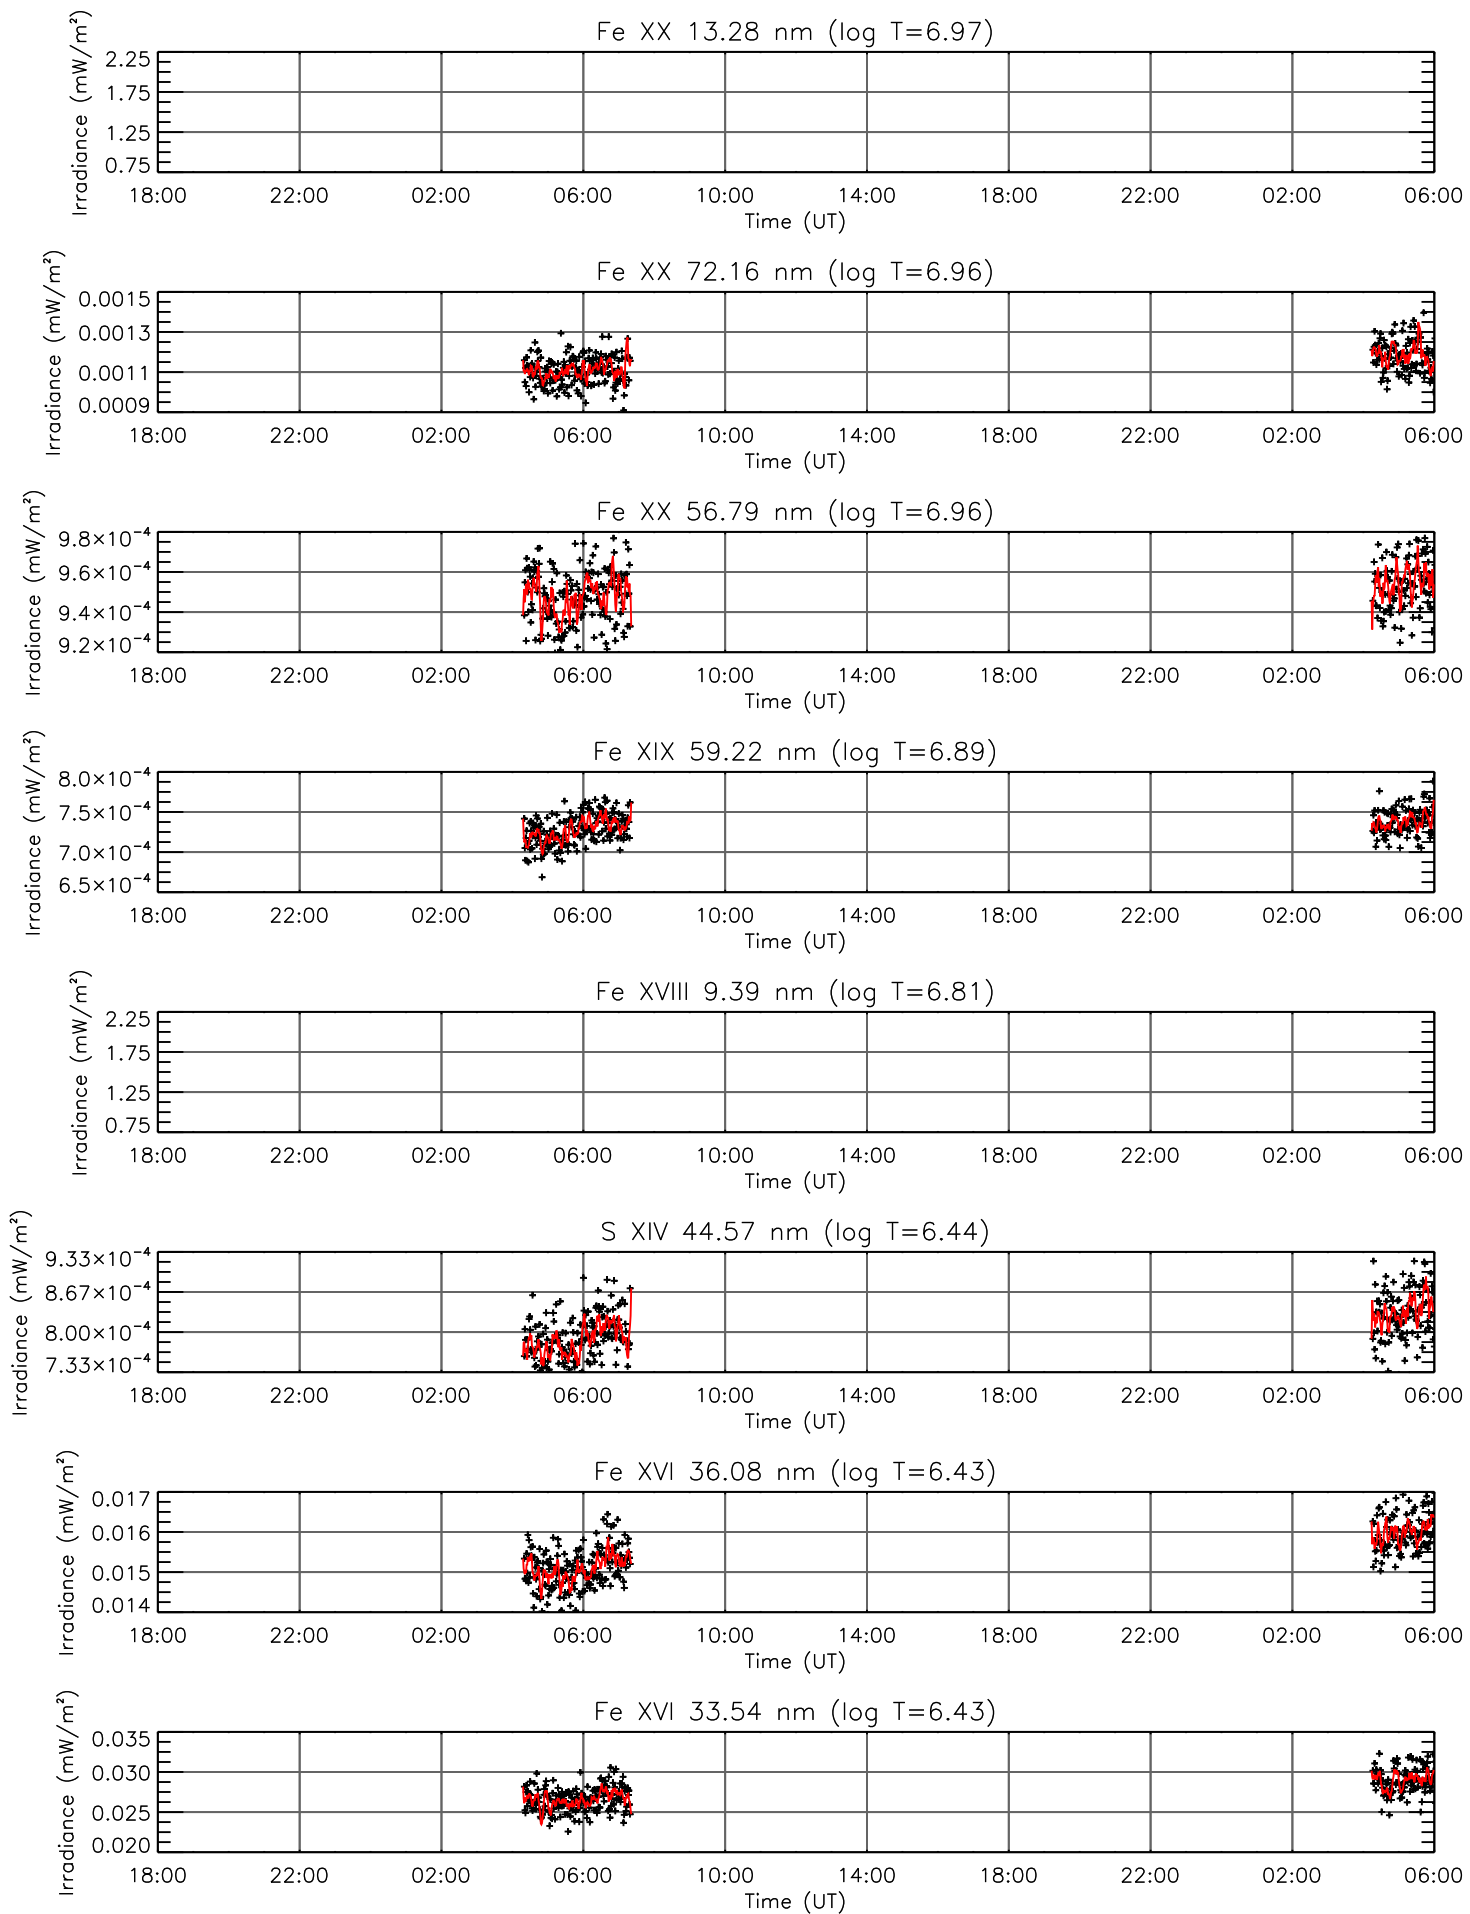 Fe XX 13.28 nm (log T=6.97)
Irradiance (mW/m²)
2.25
1.75
1.25
0.75
18:00 22:00 02:00 06:00 10:00 14:00 18:00 22:00 02:00 06:00
Time (UT)
Fe XX 72.16 nm (log T=6.96)
Irradiance (mW/m²)
0.0015
0.0013
0.0011
0.0009
18:00 22:00 02:00 06:00 10:00 14:00 18:00 22:00 02:00 06:00
Time (UT)
Fe XX 56.79 nm (log T=6.96)
Irradiance (mW/m²)
9.8×10⁻⁴
9.6×10⁻⁴
9.4×10⁻⁴
9.2×10⁻⁴
18:00 22:00 02:00 06:00 10:00 14:00 18:00 22:00 02:00 06:00
Time (UT)
Fe XIX 59.22 nm (log T=6.89)
Irradiance (mW/m²)
8.0×10⁻⁴
7.5×10⁻⁴
7.0×10⁻⁴
6.5×10⁻⁴
18:00 22:00 02:00 06:00 10:00 14:00 18:00 22:00 02:00 06:00
Time (UT)
Fe XVIII 9.39 nm (log T=6.81)
Irradiance (mW/m²)
2.25
1.75
1.25
0.75
18:00 22:00 02:00 06:00 10:00 14:00 18:00 22:00 02:00 06:00
Time (UT)
S XIV 44.57 nm (log T=6.44)
Irradiance (mW/m²)
9.33×10⁻⁴
8.67×10⁻⁴
8.00×10⁻⁴
7.33×10⁻⁴
18:00 22:00 02:00 06:00 10:00 14:00 18:00 22:00 02:00 06:00
Time (UT)
Fe XVI 36.08 nm (log T=6.43)
Irradiance (mW/m²)
0.017
0.016
0.015
0.014
18:00 22:00 02:00 06:00 10:00 14:00 18:00 22:00 02:00 06:00
Time (UT)
Fe XVI 33.54 nm (log T=6.43)
Irradiance (mW/m²)
0.035
0.030
0.025
0.020
18:00 22:00 02:00 06:00 10:00 14:00 18:00 22:00 02:00 06:00
Time (UT)